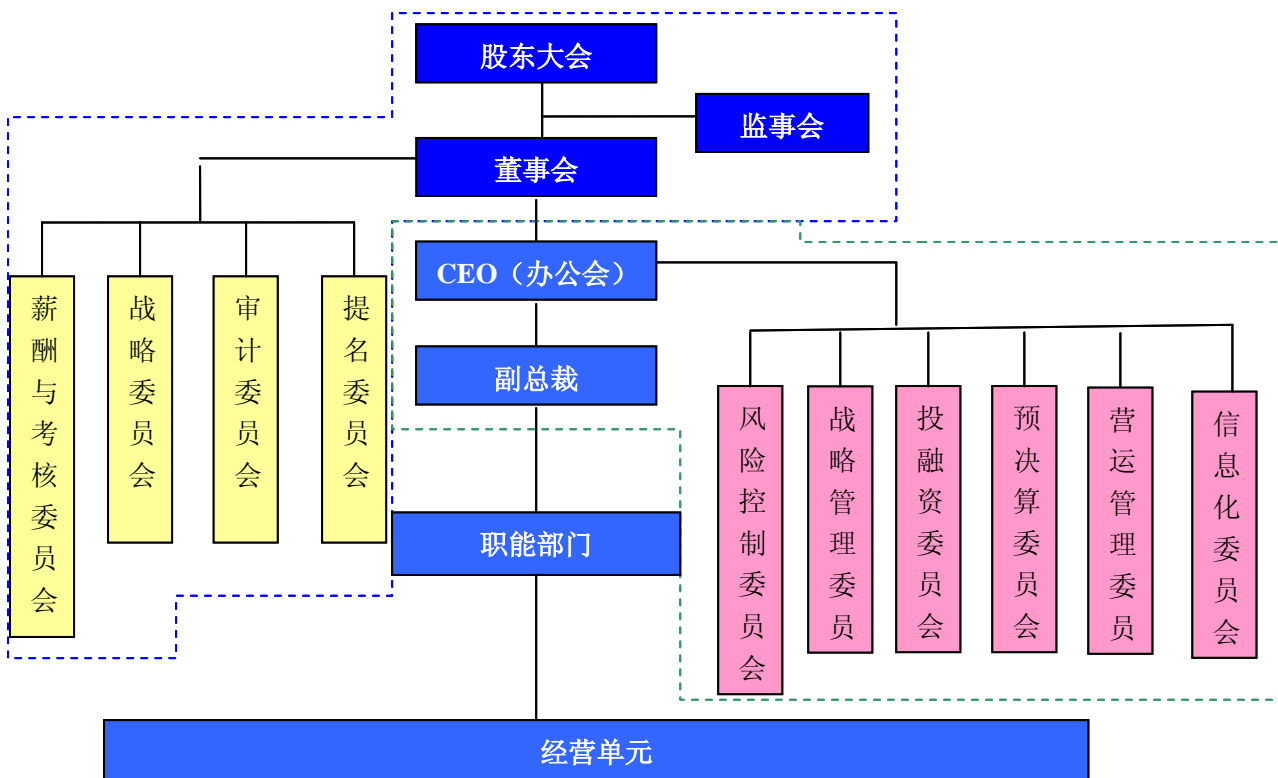 股东大会
监事会
董事会
CEO（办公会）
副总裁
职能部门
经营单元
薪酬与考核委员会
战略委员会
审计委员会
提名委员会
风险控制委员会
战略管理委员
投融资委员会
预决算委员会
营运管理委员
信息化委员会